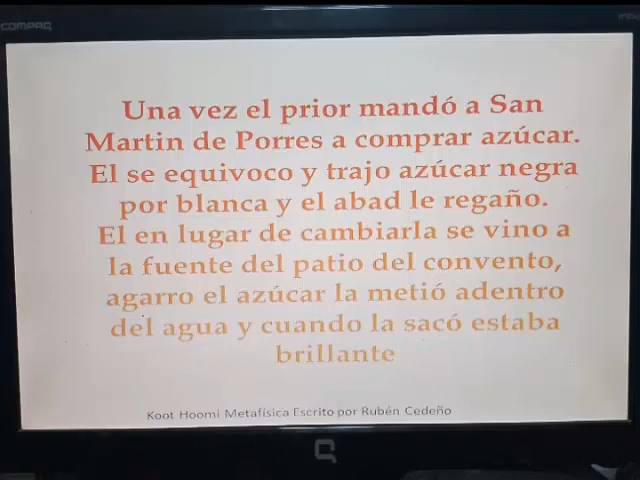 COMPAQ
Una vez el prior mandó a San
Martin de Porres a comprar azúcar.
El se equivoco y trajo azúcar negra
por blanca y el abad le regaño.
El en lugar de cambiarla se vino a
la fuente del patio del convento,
agarro el azúcar la metió adentro
del agua y cuando la sacó estaba
brillante
Koot Hoomi Metafísica Escrito por Rubén Cedeño